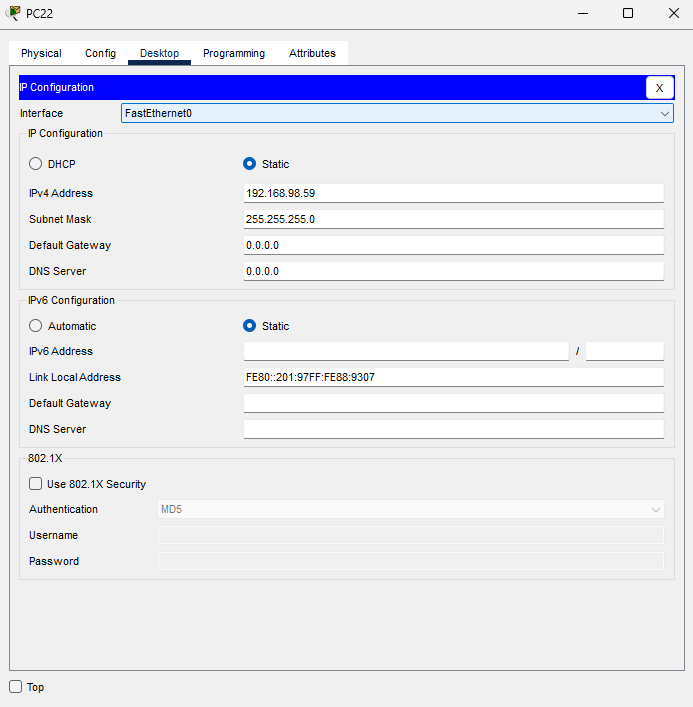 PC22
Physical Config Desktop Programming Attributes
IP Configuration X
Interface FastEthernet0
IP Configuration
DHCP Static
IPv4 Address 192.168.98.59
Subnet Mask 255.255.255.0
Default Gateway 0.0.0.0
DNS Server 0.0.0.0
IPv6 Configuration
Automatic Static
IPv6 Address /
Link Local Address FE80::201:97FF:FE88:9307
Default Gateway
DNS Server
802.1X
Use 802.1X Security
Authentication MD5
Username
Password
Top